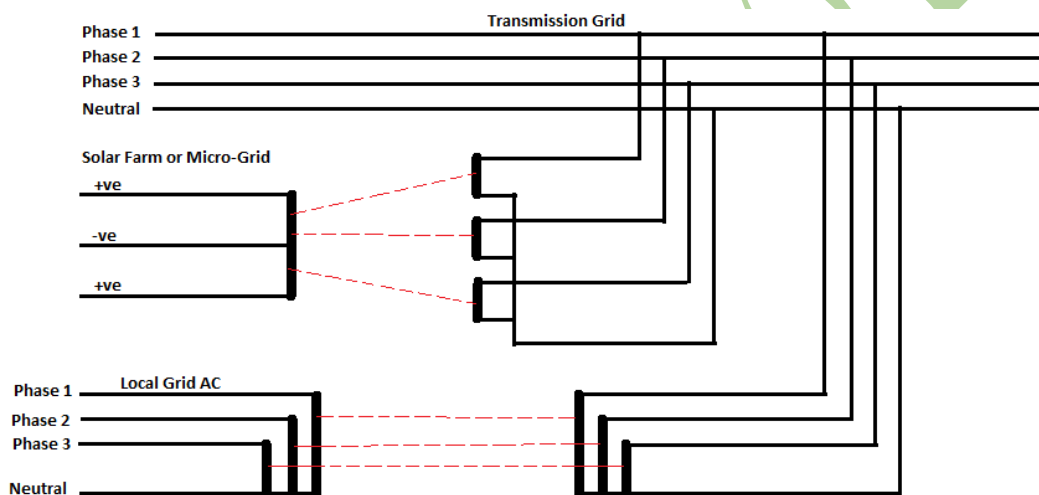 Transmission Grid
Phase 1
Phase 2
Phase 3
Neutral
Solar Farm or Micro-Grid
+ve
-ve
+ve
Local Grid AC
Phase 1
Phase 2
Phase 3
Neutral